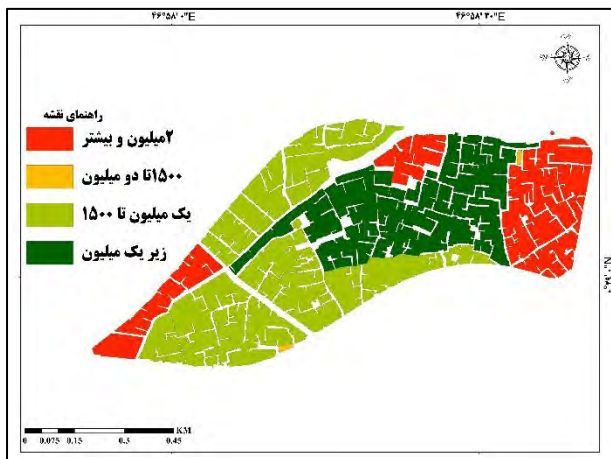 ۴۶°۵۸´۰"E
۴۶°۵۸´۳۰"E
راهنمای نقشه
۲میلیون و بیشتر
۱۵۰۰تا دو میلیون
یک میلیون تا ۱۵۰۰
زیر یک میلیون
KM
0 0.075 0.15 0.3 0.45